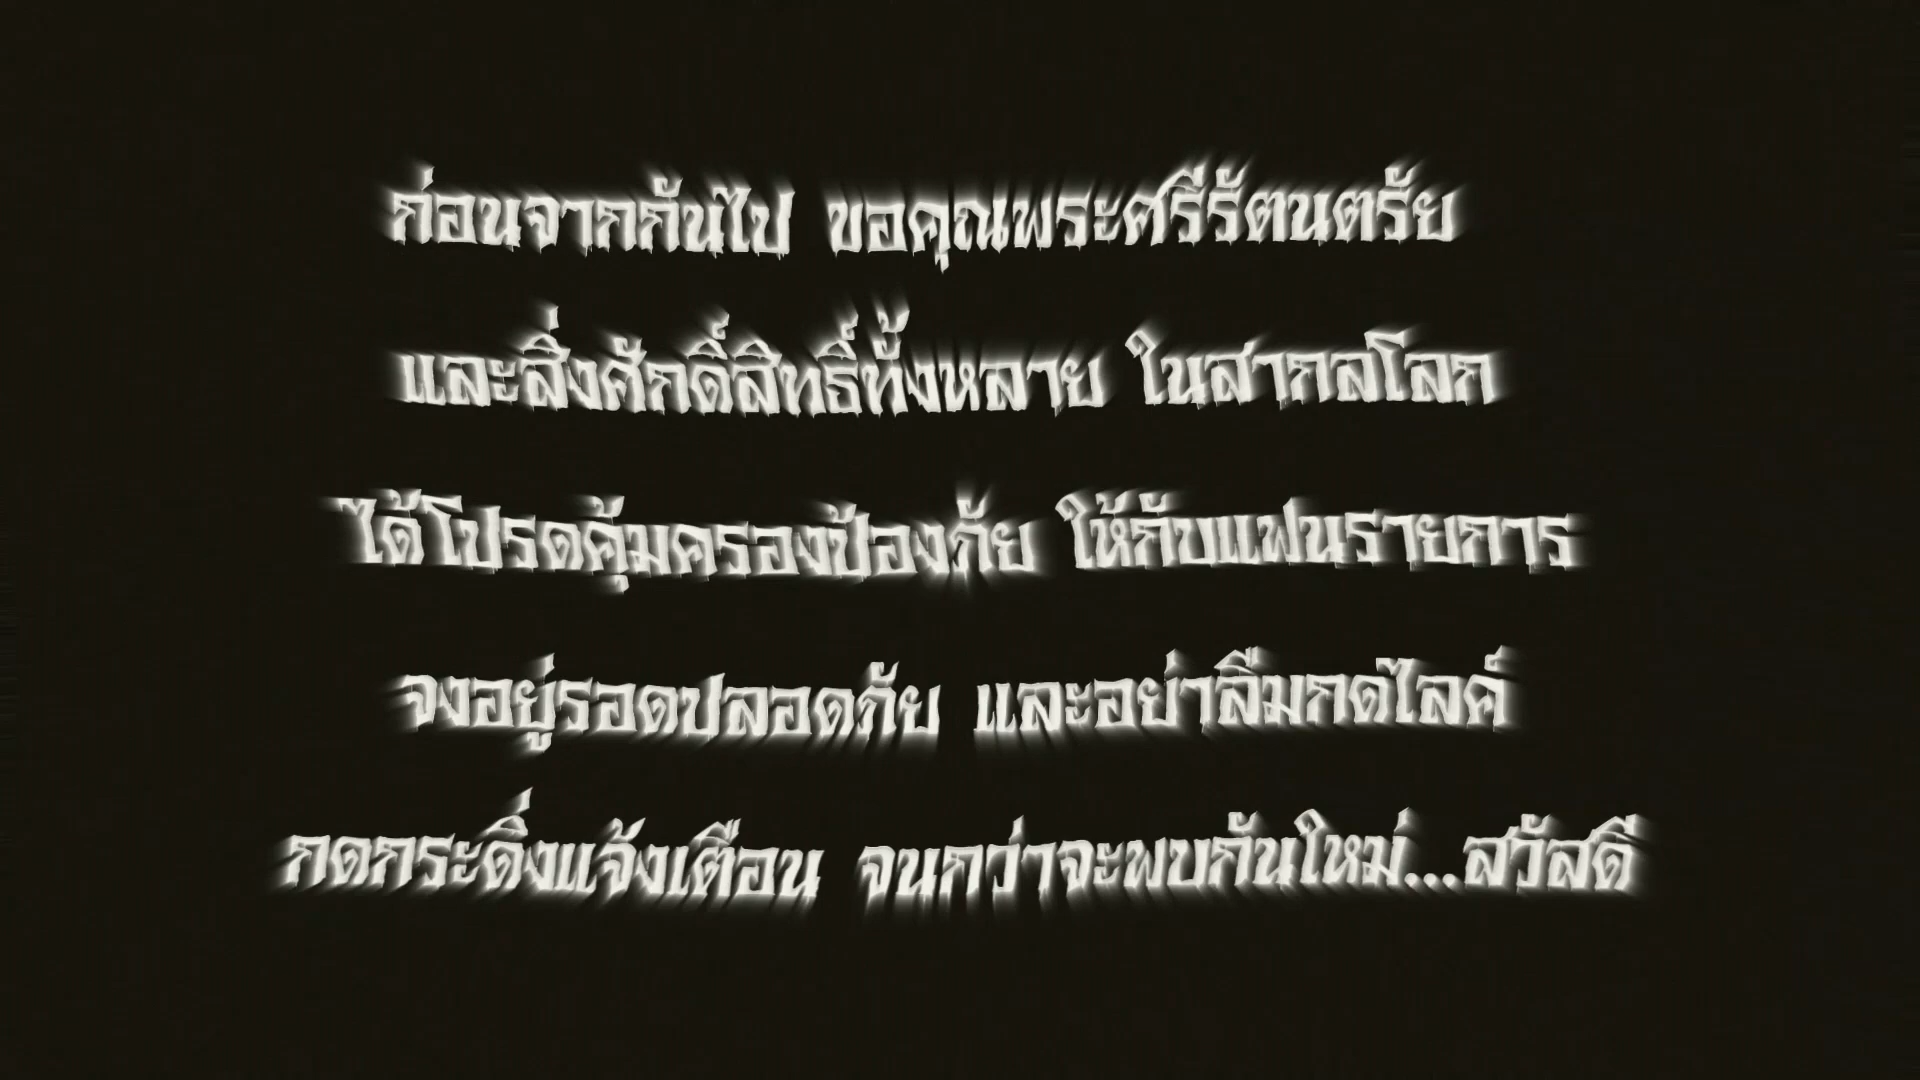 ก่อนจากกันไป ขอคุณพระศรีรัตนตรัย
และสิ่งศักดิ์สิทธิ์ทั้งหลาย ในสากลโลก
ได้โปรดคุ้มครองป้องภัย ให้กับแฟนรายการ
จงอยู่รอดปลอดภัย และอย่าลืมกดไลค์
กดกระดิ่งแจ้งเตือน จนกว่าจะพบกันใหม่...สวัสดี